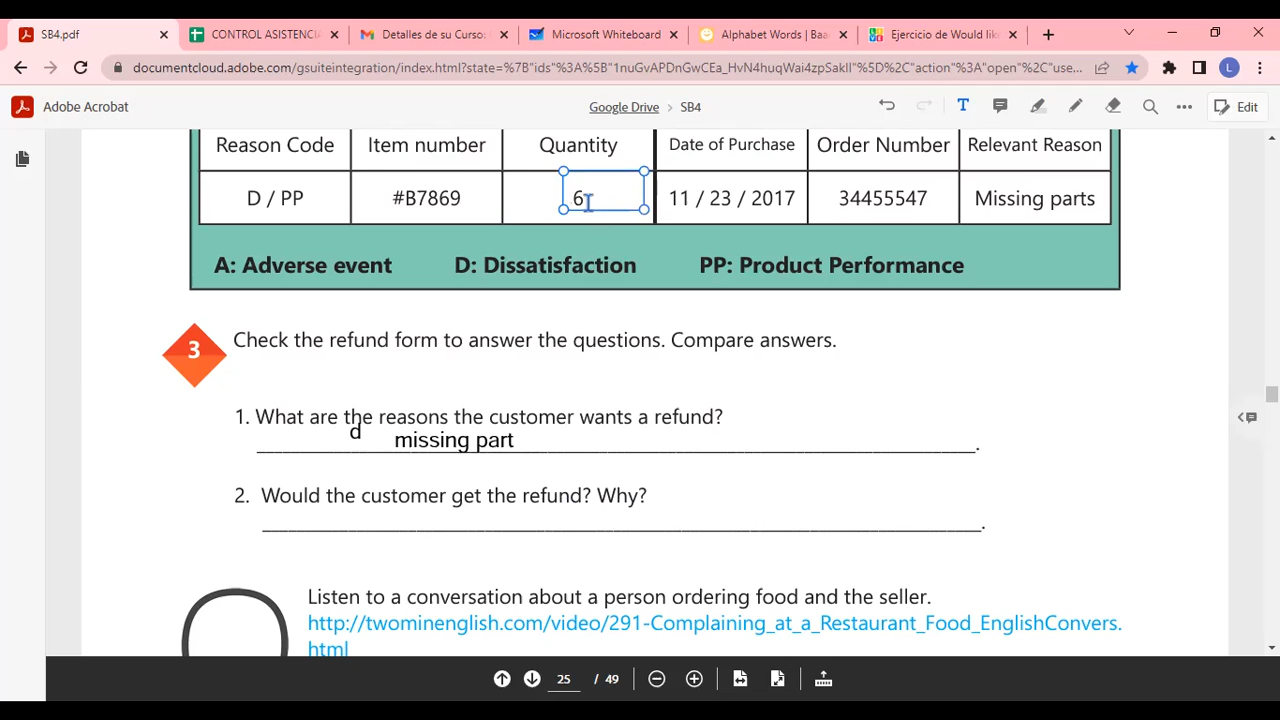 SB4.pdf
CONTROL ASISTENCIA
Detalles de su Curso:
Microsoft Whiteboard
Alphabet Words | Baa
Ejercicio de Would like
documentcloud.adobe.com/gsuiteintegration/index.html?state=%7B"ids"%3A%5B"1nuGvAPDnGwCEa_HvN4huqWai4zpSakIl"%5D%2C"action"%3A"open"%2C"use...
L
Adobe Acrobat
Google Drive > SB4
T
Edit
Reason Code Item number Quantity Date of Purchase Order Number Relevant Reason
D / PP #B7869 6 11 / 23 / 2017 34455547 Missing parts
A: Adverse event D: Dissatisfaction PP: Product Performance
3 Check the refund form to answer the questions. Compare answers.
1. What are the reasons the customer wants a refund?
d missing part
2. Would the customer get the refund? Why?
Listen to a conversation about a person ordering food and the seller.
http://twominenglish.com/video/291-Complaining_at_a_Restaurant_Food_EnglishConvers.
html
25 / 49